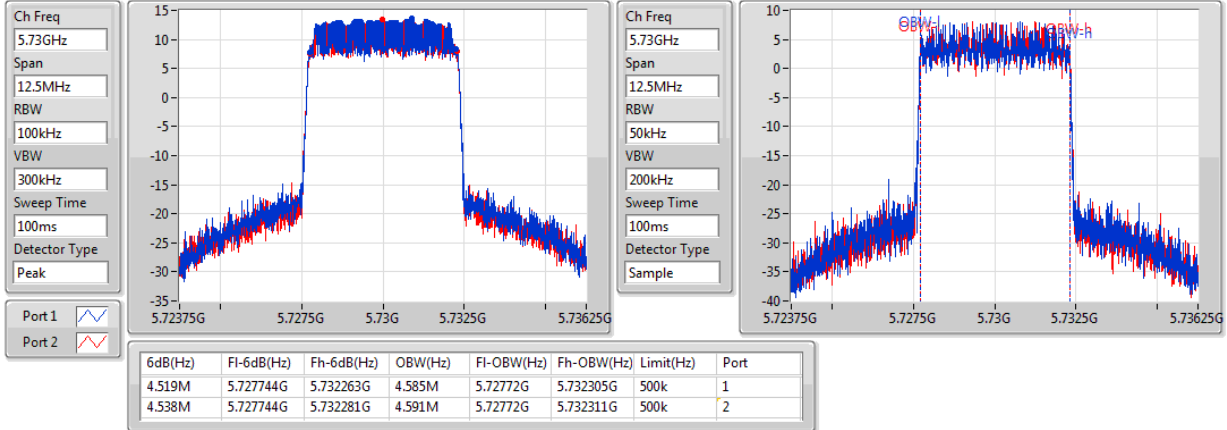 Ch Freq
5.73GHz
Span
12.5MHz
RBW
100kHz
VBW
300kHz
Sweep Time
100ms
Detector Type
Peak
Port 1
Port 2
15
10
5
0
-5
-10
-15
-20
-25
-30
-35
5.72375G 5.7275G 5.73G 5.7325G 5.73625G
Ch Freq
5.73GHz
Span
12.5MHz
RBW
50kHz
VBW
200kHz
Sweep Time
100ms
Detector Type
Sample
10
5
0
-5
-10
-15
-20
-25
-30
-35
-40
OBW-l
OBW-h
5.72375G 5.7275G 5.73G 5.7325G 5.73625G
6dB(Hz) Fl-6dB(Hz) Fh-6dB(Hz) OBW(Hz) Fl-OBW(Hz) Fh-OBW(Hz) Limit(Hz) Port
4.519M 5.727744G 5.732263G 4.585M 5.72772G 5.732305G 500k 1
4.538M 5.727744G 5.732281G 4.591M 5.72772G 5.732311G 500k 2